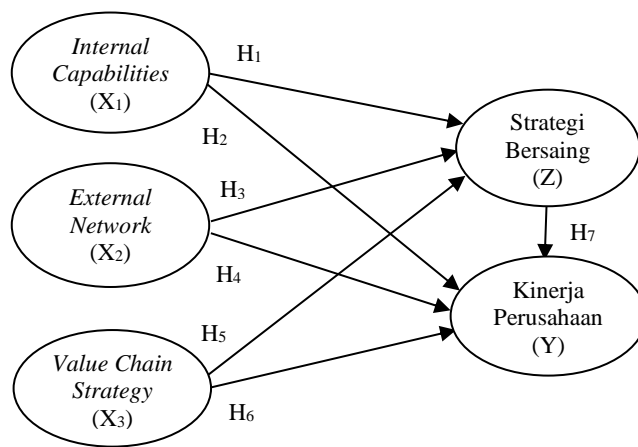 Internal
Capabilities
(X₁)
H₁
H₂
Strategi
Bersaing
(Z)
External
Network
(X₂)
H₃
H₄
H₇
Kinerja
Perusahaan
(Y)
Value Chain
Strategy
(X₃)
H₅
H₆